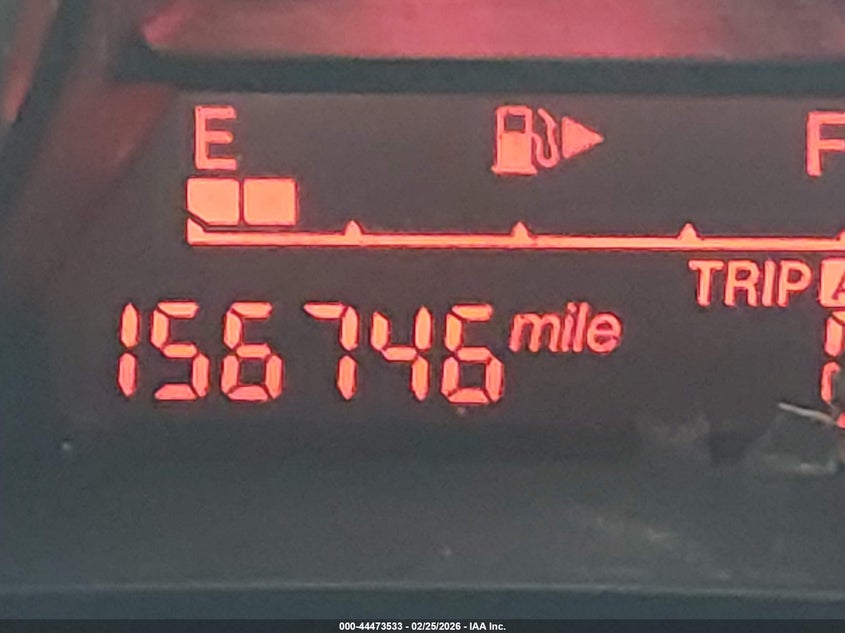 E F
TRIP A
156746 mile
000-44473533 - 02/25/2026 - IAA Inc.